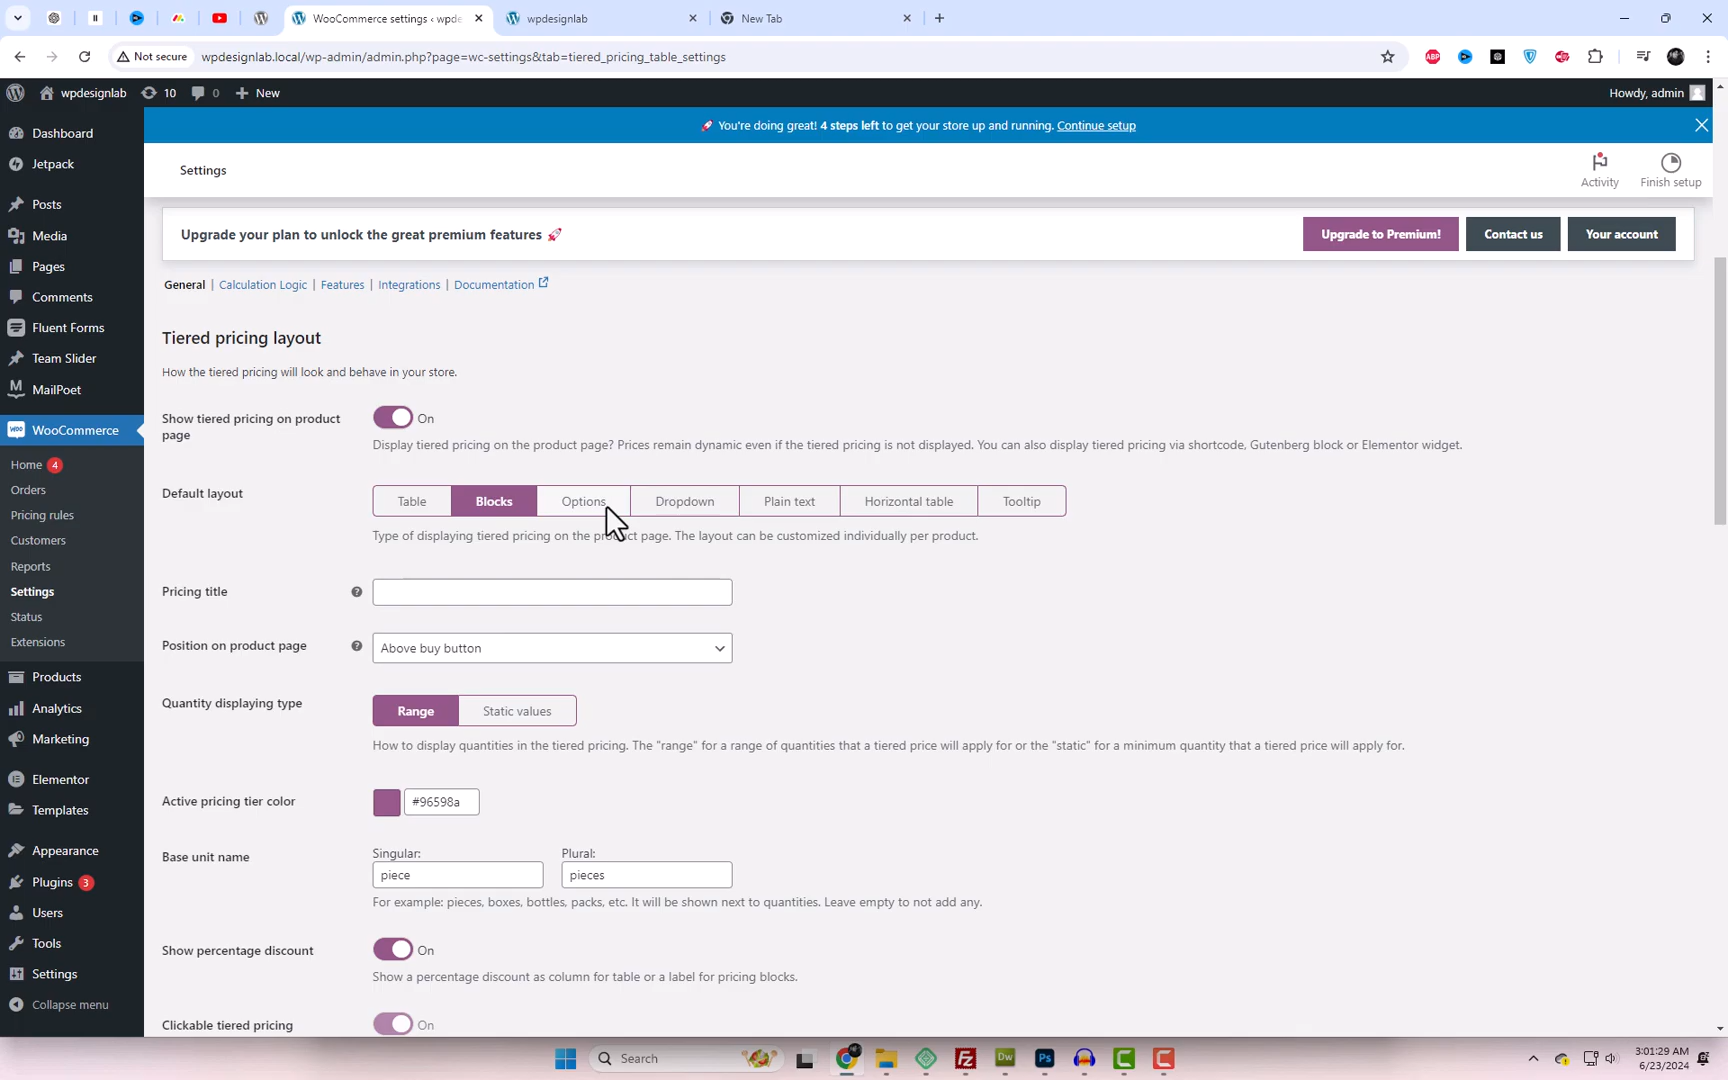 WooCommerce settings ‹ wpde
wpdesignlab
New Tab
Not secure
wpdesignlab.local/wp-admin/admin.php?page=wc-settings&tab=tiered_pricing_table_settings
ABP
wpdesignlab
10
0
New
Howdy, admin
🚀 You're doing great! 4 steps left to get your store up and running. Continue setup
Dashboard
Jetpack
Posts
Media
Pages
Comments
Fluent Forms
Team Slider
MailPoet
WooCommerce
Home 4
Orders
Pricing rules
Customers
Reports
Settings
Status
Extensions
Products
Analytics
Marketing
Elementor
Templates
Appearance
Plugins 3
Users
Tools
Settings
Collapse menu
Settings
Activity
Finish setup
Upgrade your plan to unlock the great premium features 🚀
Upgrade to Premium!
Contact us
Your account
General | Calculation Logic | Features | Integrations | Documentation
Tiered pricing layout
How the tiered pricing will look and behave in your store.
Show tiered pricing on product
page
On
Display tiered pricing on the product page? Prices remain dynamic even if the tiered pricing is not displayed. You can also display tiered pricing via shortcode, Gutenberg block or Elementor widget.
Default layout
Table
Blocks
Options
Dropdown
Plain text
Horizontal table
Tooltip
Type of displaying tiered pricing on the product page. The layout can be customized individually per product.
Pricing title
Position on product page
Above buy button
Quantity displaying type
Range
Static values
How to display quantities in the tiered pricing. The "range" for a range of quantities that a tiered price will apply for or the "static" for a minimum quantity that a tiered price will apply for.
Active pricing tier color
#96598a
Base unit name
Singular:
Plural:
piece
pieces
For example: pieces, boxes, bottles, packs, etc. It will be shown next to quantities. Leave empty to not add any.
Show percentage discount
On
Show a percentage discount as column for table or a label for pricing blocks.
Clickable tiered pricing
On
Search
Fz
Dw
Ps
C
C
3:01:29 AM
6/23/2024